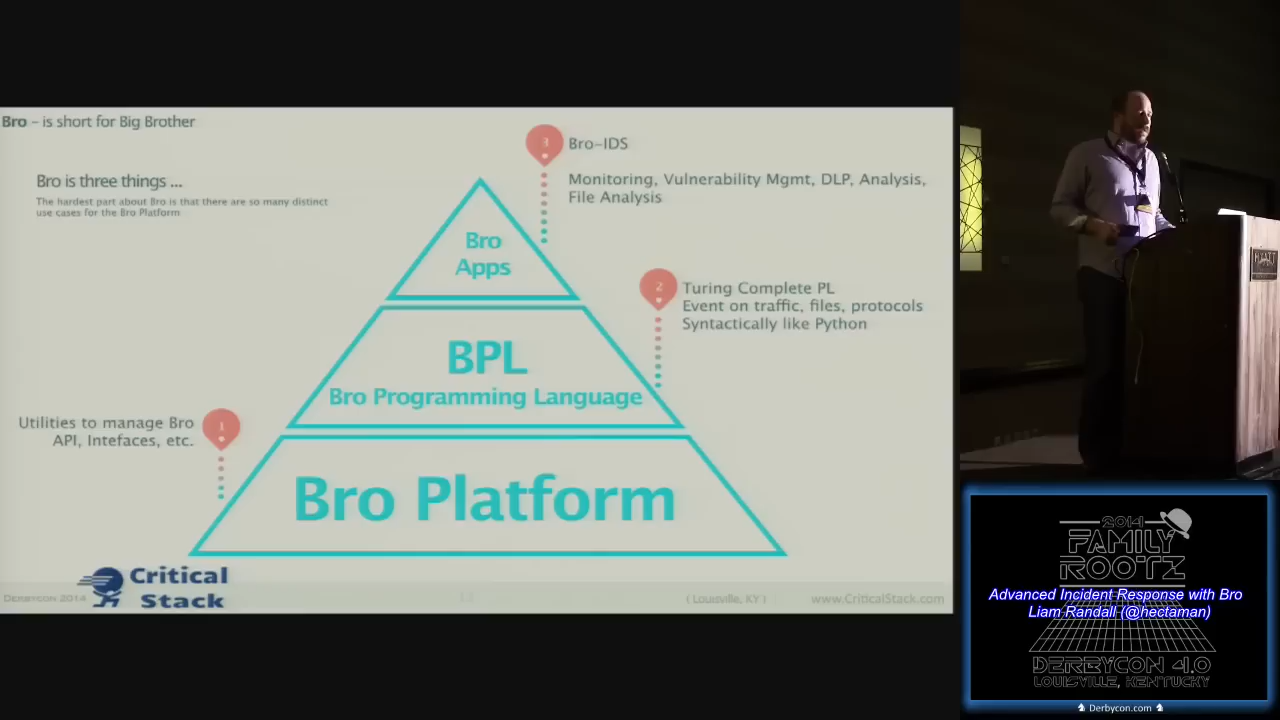 Bro – is short for Big Brother
Bro is three things ...
The hardest part about Bro is that there are so many distinct
use cases for the Bro Platform
3
Bro-IDS
Monitoring, Vulnerability Mgmt, DLP, Analysis,
File Analysis
Bro
Apps
2
Turing Complete PL
Event on traffic, files, protocols
Syntactically like Python
BPL
Bro Programming Language
1
Utilities to manage Bro
API, Intefaces, etc.
Bro Platform
Critical
Stack
Derbycon 2014
( Louisville, KY )
www.CriticalStack.com
HYATT
2014
FAMILY
ROOTZ
Advanced Incident Response with Bro
Liam Randall (@hectaman)
DERBYCON 4.0
LOUISVILLE, KENTUCKY
Derbycon.com